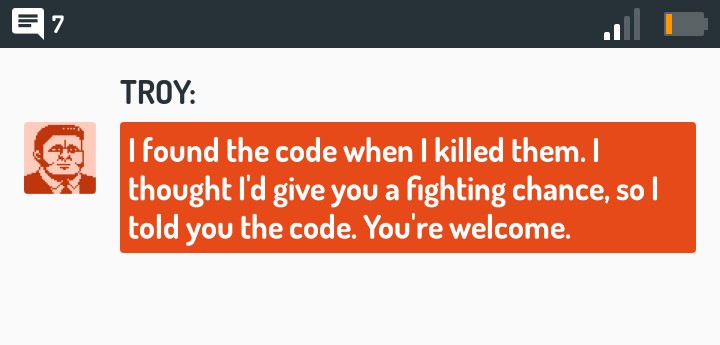 7
TROY:
I found the code when I killed them. I
thought I'd give you a fighting chance, so I
told you the code. You're welcome.